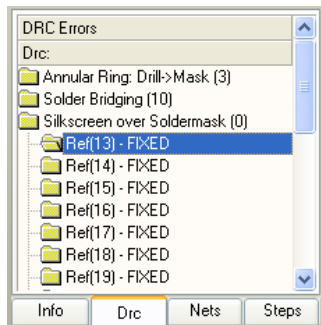 DRC Errors
Drc:
Annular Ring: Drill->Mask (3)
Solder Bridging (10)
Silkscreen over Soldermask (0)
Ref(13) - FIXED
Ref(14) - FIXED
Ref(15) - FIXED
Ref(16) - FIXED
Ref(17) - FIXED
Ref(18) - FIXED
Ref(19) - FIXED
Info Drc Nets Steps